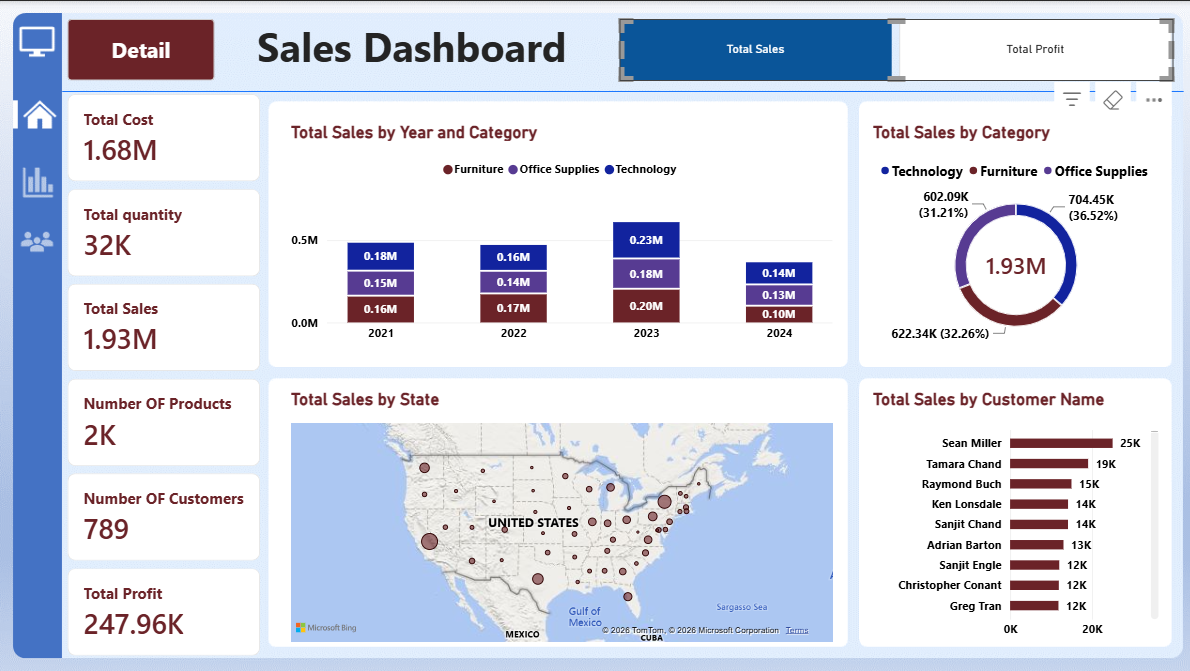 Detail
Sales Dashboard
Total Sales
Total Profit
Total Cost
1.68M
Total quantity
32K
Total Sales
1.93M
Number OF Products
2K
Number OF Customers
789
Total Profit
247.96K
Total Sales by Year and Category
Furniture Office Supplies Technology
0.5M
0.0M
0.18M
0.15M
0.16M
0.16M
0.14M
0.17M
0.23M
0.18M
0.20M
0.14M
0.13M
0.10M
2021 2022 2023 2024
Total Sales by Category
Technology Furniture Office Supplies
602.09K
(31.21%)
704.45K
(36.52%)
1.93M
622.34K (32.26%)
Total Sales by State
UNITED STATES
Gulf of
Mexico
Sargasso Sea
MEXICO
CUBA
Microsoft Bing
© 2026 TomTom, © 2026 Microsoft Corporation Terms
Total Sales by Customer Name
Sean Miller 25K
Tamara Chand 19K
Raymond Buch 15K
Ken Lonsdale 14K
Sanjit Chand 14K
Adrian Barton 13K
Sanjit Engle 12K
Christopher Conant 12K
Greg Tran 12K
0K 20K